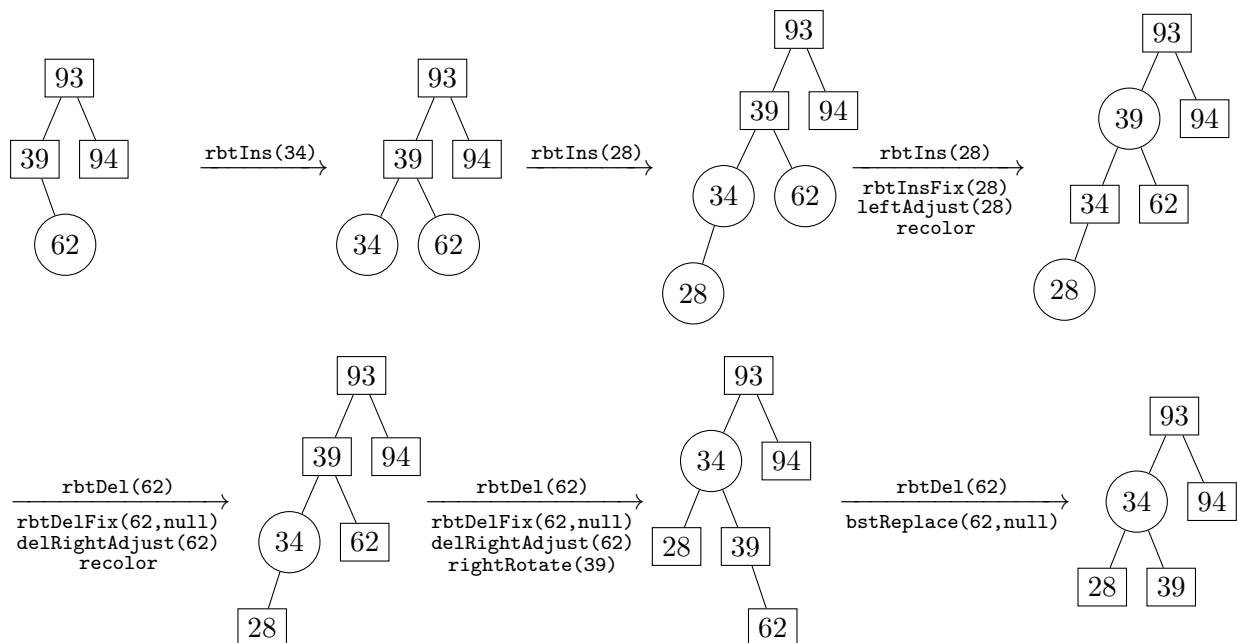 93
39 94
62
rbtIns(34)
93
39 94
34 62
rbtIns(28)
93
39 94
34 62
28
rbtIns(28)
rbtInsFix(28)
leftAdjust(28)
recolor
93
39 94
34 62
28
rbtDel(62)
rbtDelFix(62,null)
delRightAdjust(62)
recolor
93
39 94
34 62
28
rbtDel(62)
rbtDelFix(62,null)
delRightAdjust(62)
rightRotate(39)
93
34 94
28 39
62
rbtDel(62)
bstReplace(62,null)
93
34 94
28 39